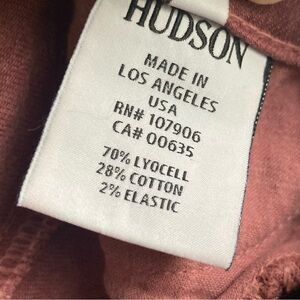 HUDSON
MADE IN
LOS ANGELES
USA
RN# 107906
CA# 00635
70% LYOCELL
28% COTTON
2% ELASTIC